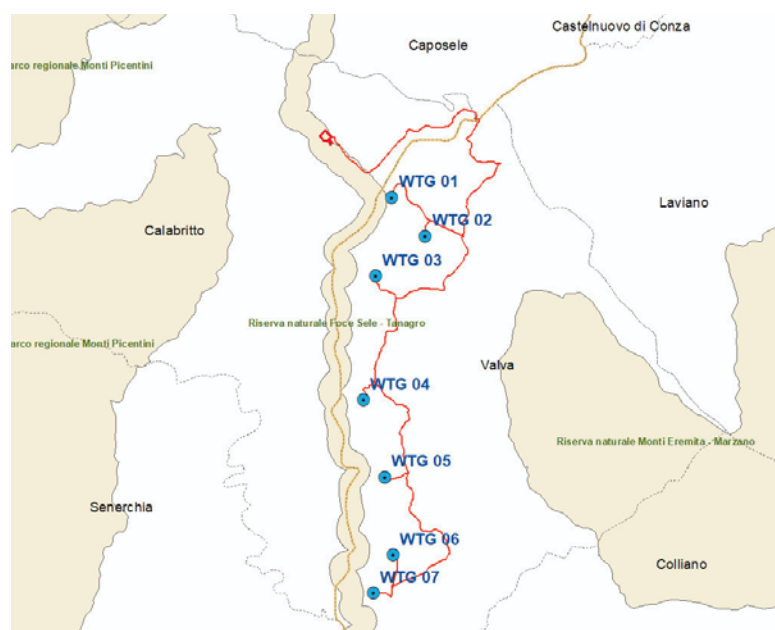 Castelnuovo di Conza
Caposele
arco regionale Monti Picentini
WTG 01
Laviano
WTG 02
Calabritto
WTG 03
Riserva naturale Foce Sele - Tanagro
arco regionale Monti Picentini
Valva
WTG 04
Riserva naturale Monti Eremita - Marzano
WTG 05
Senerchia
WTG 06
Colliano
WTG 07